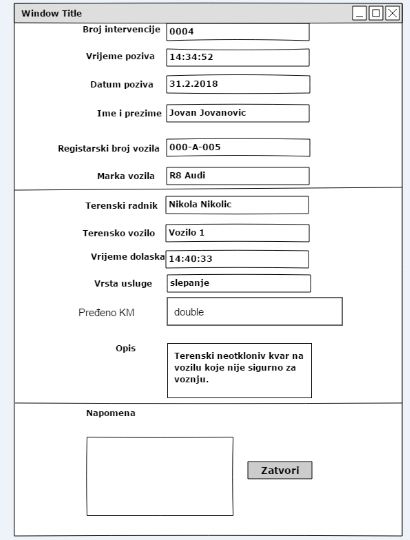 Window Title
Broj intervencije 0004
Vrijeme poziva 14:34:52
Datum poziva 31.2.2018
Ime i prezime Jovan Jovanovic
Registarski broj vozila 000-A-005
Marka vozila R8 Audi
Terenski radnik Nikola Nikolic
Terensko vozilo Vozilo 1
Vrijeme dolaska 14:40:33
Vrsta usluge slepanje
Pređeno KM double
Opis
Terenski neotkloniv kvar na
vozilu koje nije sigurno za
voznju.
Napomena
Zatvori